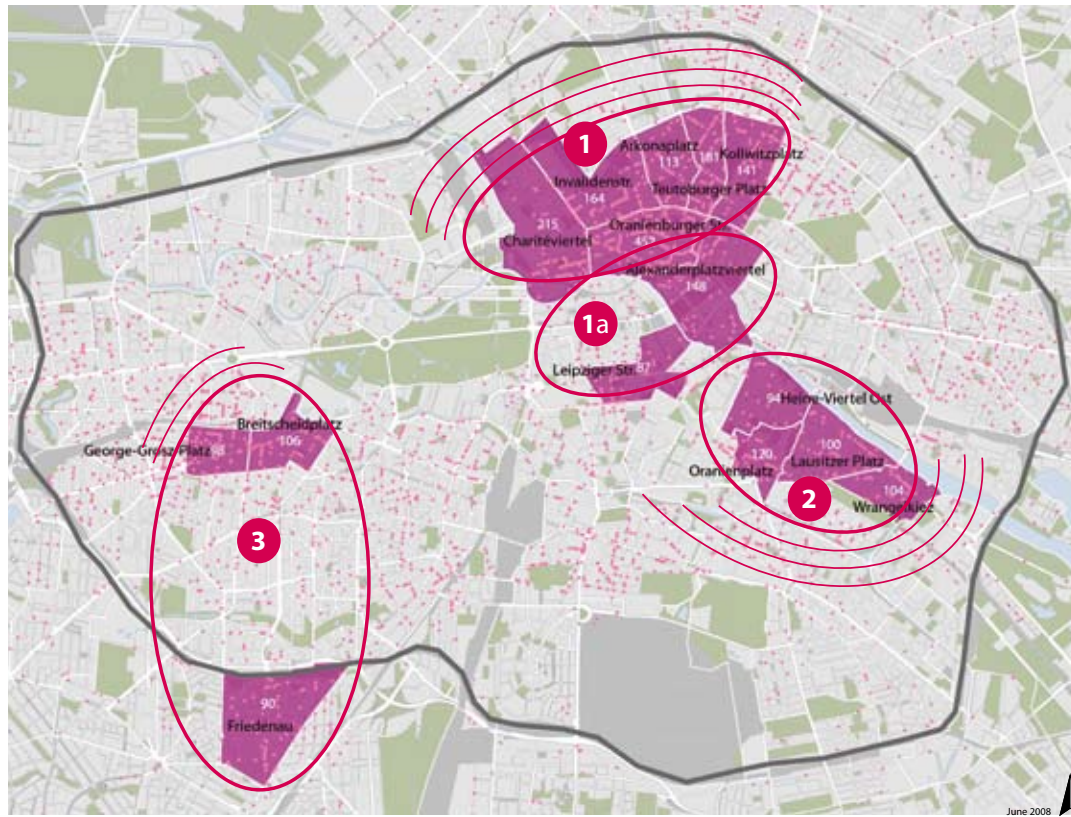 1
Arkonaplatz
113
181
Kollwitzplatz
141
Invalidenstr.
164
Teutoburger Platz
215
Charitéviertel
Oranienburger Str.
Alexanderplatzviertel
148
1a
Leipziger Str.
87
Breitscheidplatz
106
George-Grosz-Platz
94
Heine-Viertel Ost
100
Lausitzer Platz
120
Oranienplatz
104
Wrangelkiez
2
3
90
Friedenau
June 2008